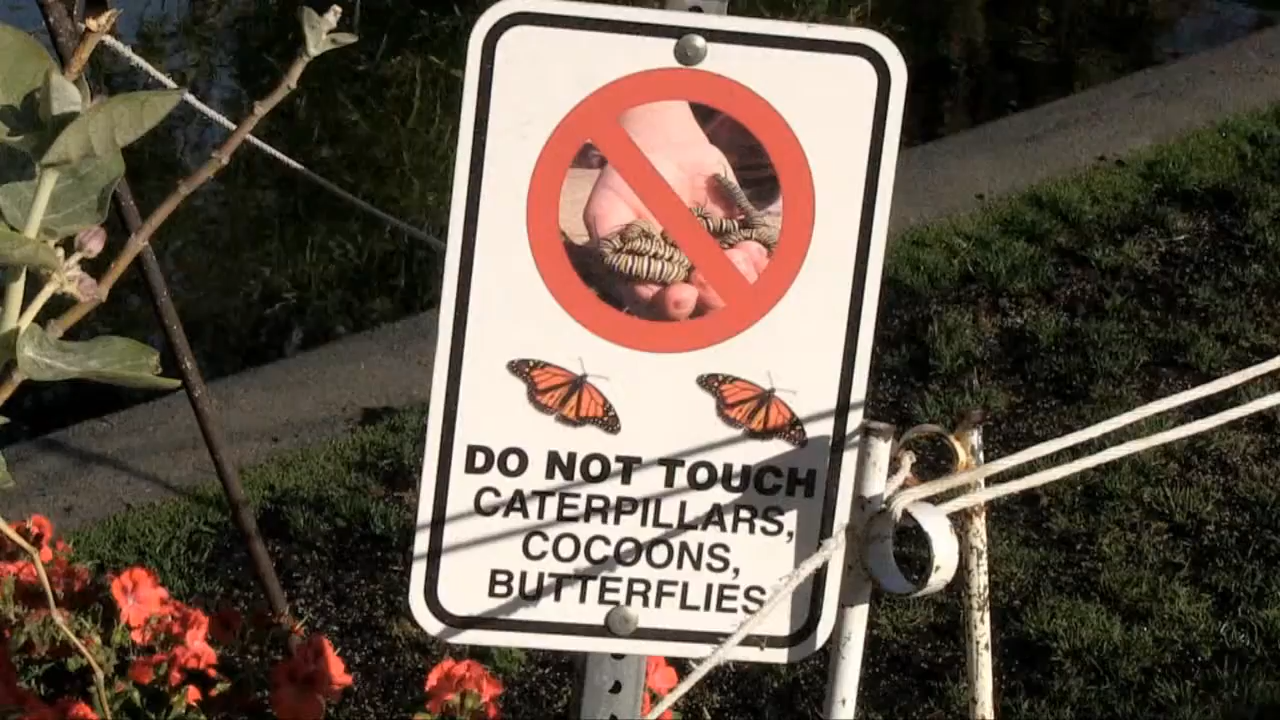 DO NOT TOUCH
CATERPILLARS,
COCOONS,
BUTTERFLIES